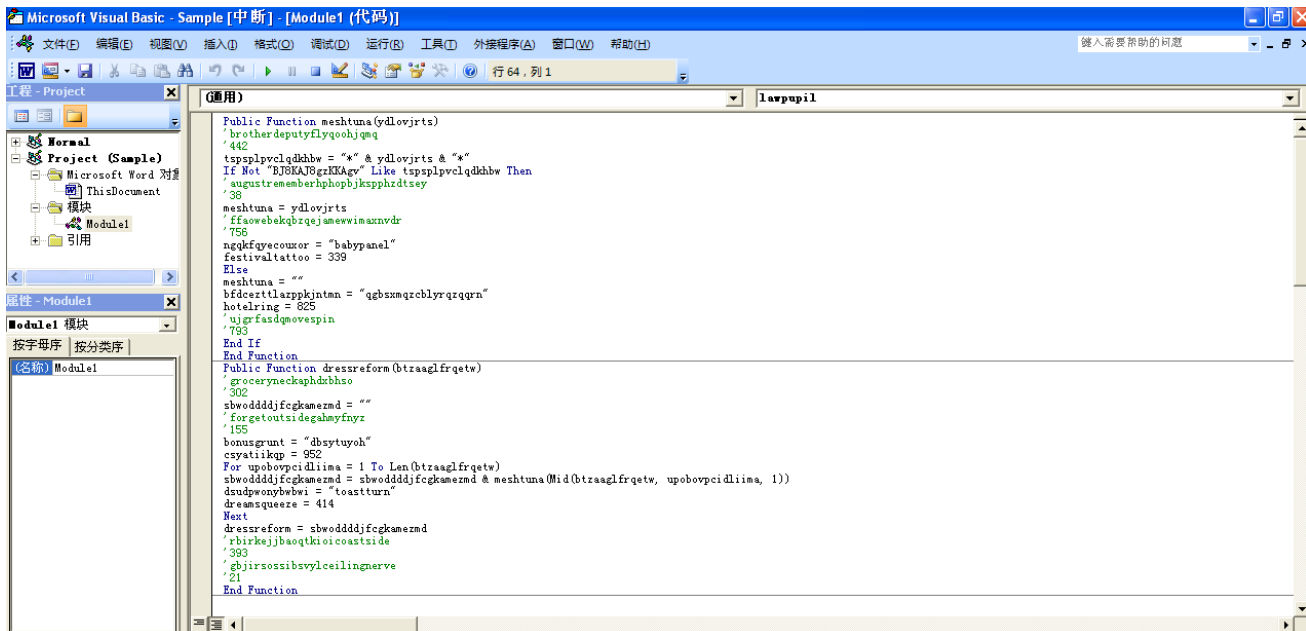 Microsoft Visual Basic - Sample [中断] - [Module1 (代码)]
文件(F) 编辑(E) 视图(V) 插入(I) 格式(O) 调试(D) 运行(R) 工具(T) 外接程序(A) 窗口(W) 帮助(H) 键入需要帮助的问题
行 64，列 1
工程 - Project
(通用) lawpupil
Normal
Project (Sample)
Microsoft Word 对象
ThisDocument
模块
Module1
引用
属性 - Module1
Module1 模块
按字母序 按分类序
(名称) Module1
Public Function meshtuna(ydlovjrts)
'brotherdeputyflyqoohjqmq
'442
tspsplpvclqdkhbw = "*" & ydlovjrts & "*"
If Not "BJ8KAJ8gzKKAgv" Like tspsplpvclqdkhbw Then
'augustrememberhphopbjkspphzdtsey
'38
meshtuna = ydlovjrts
'ffaowebekqbzqejamewwimaxnvdr
'756
ngqkfqyecouxor = "babypanel"
festivaltattoo = 339
Else
meshtuna = ""
bfdcezttlazppkjntmn = "qgbsxmqzcblyrqzqqrn"
hotelring = 825
'ujgrfasdqmovespin
'793
End If
End Function
Public Function dressreform(btzaaglfrqetw)
'groceryneckaphdxbhso
'302
sbwoddddjfcgkamezmd = ""
'forgetoutsidegahmyfnyz
'155
bonusgrunt = "dbsytuyoh"
csyatiikqp = 952
For upobovpcidliima = 1 To Len(btzaaglfrqetw)
sbwoddddjfcgkamezmd = sbwoddddjfcgkamezmd & meshtuna(Mid(btzaaglfrqetw, upobovpcidliima, 1))
dsudpwonybwbwi = "toastturn"
dreamsqueeze = 414
Next
dressreform = sbwoddddjfcgkamezmd
'rbirkejjbaoqtkioicoastside
'393
'gbjirsossibsvylceilingnerve
'21
End Function